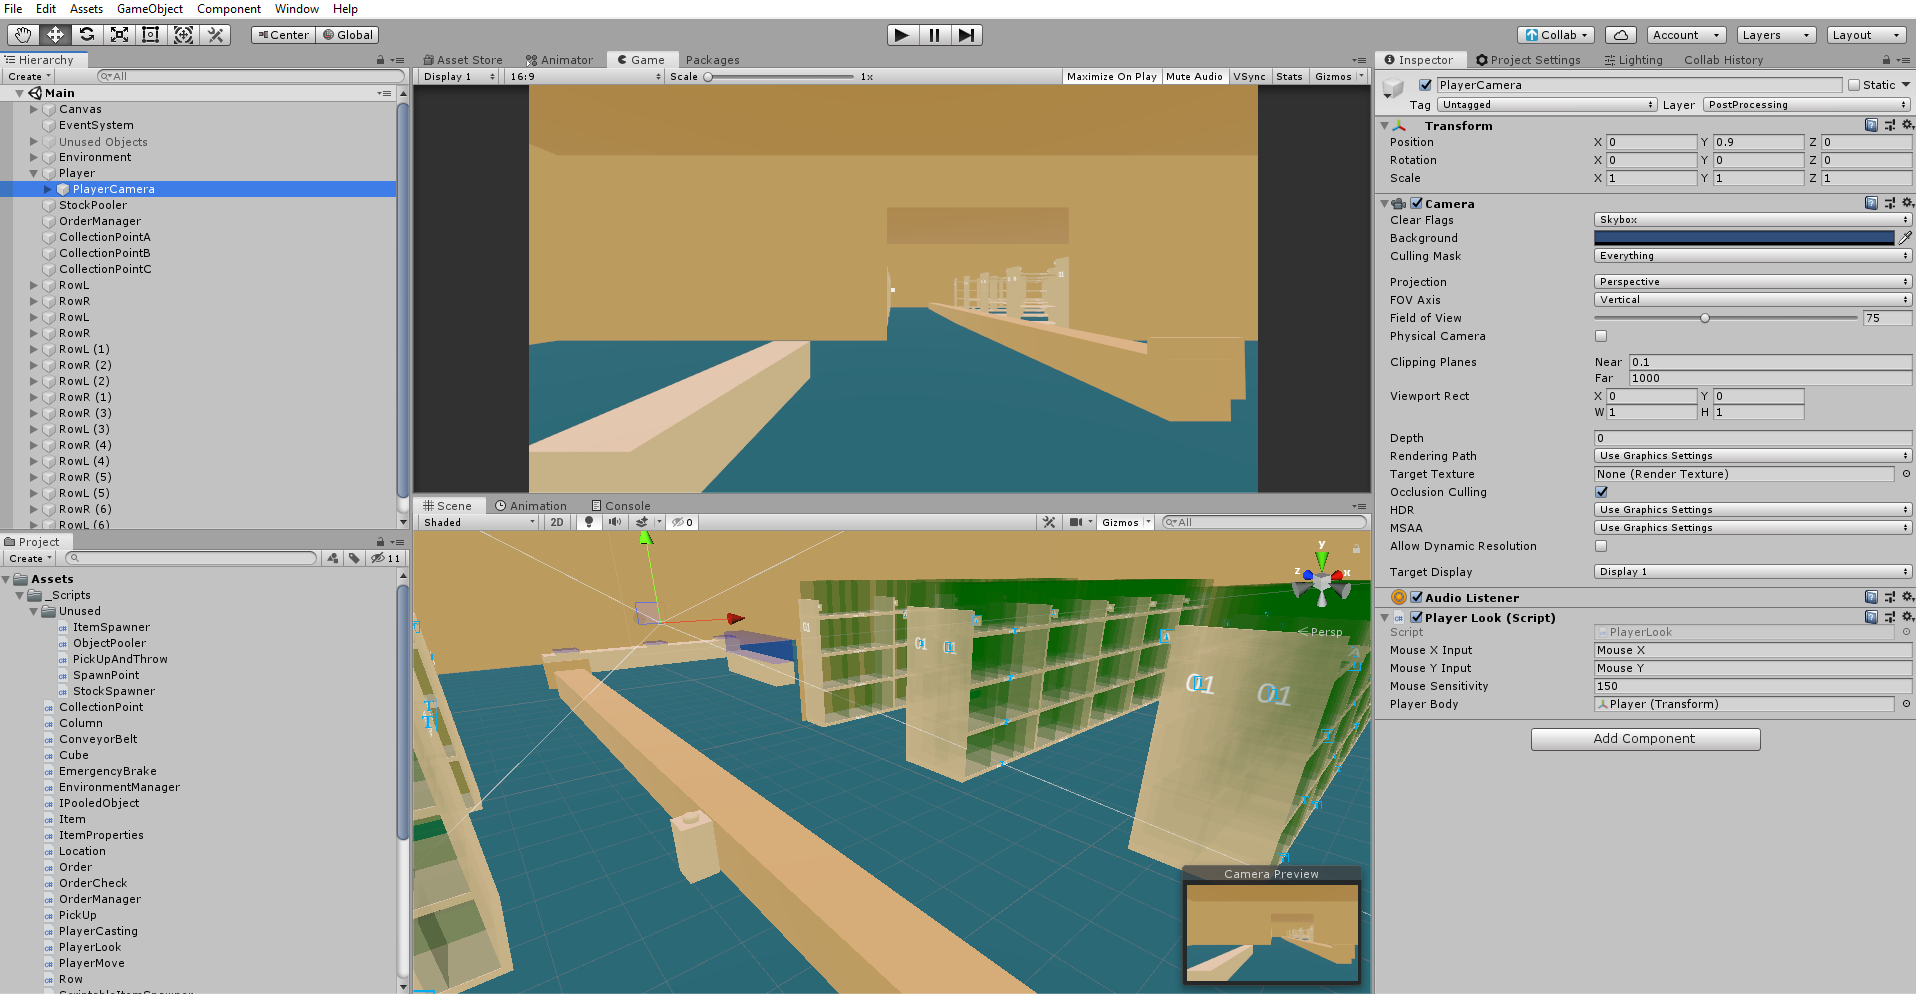 File Edit Assets GameObject Component Window Help
Center Global
Collab Account Layers Layout
Hierarchy
Create All
Main
Canvas
EventSystem
Unused Objects
Environment
Player
PlayerCamera
StockPooler
OrderManager
CollectionPointA
CollectionPointB
CollectionPointC
RowL
RowR
RowL
RowR
RowL (1)
RowR (2)
RowL (2)
RowR (1)
RowR (3)
RowL (3)
RowR (4)
RowL (4)
RowR (5)
RowL (5)
RowR (6)
RowL (6)
Project
Create 11
Assets
_Scripts
Unused
ItemSpawner
ObjectPooler
PickUpAndThrow
SpawnPoint
StockSpawner
CollectionPoint
Column
ConveyorBelt
Cube
EmergencyBrake
EnvironmentManager
IPooledObject
Item
ItemProperties
Location
Order
OrderCheck
OrderManager
PickUp
PlayerCasting
PlayerLook
PlayerMove
Row
ScriptableItemSpawner
Asset Store Animator Game Packages
Display 1 16:9 Scale 1x Maximize On Play Mute Audio VSync Stats Gizmos
Scene Animation Console
Shaded 2D 0 Gizmos All
y
z x
Persp
01
01 01
01 01
Camera Preview
Inspector Project Settings Lighting Collab History
PlayerCamera Static
Tag Untagged Layer PostProcessing
Transform
Position X 0 Y 0.9 Z 0
Rotation X 0 Y 0 Z 0
Scale X 1 Y 1 Z 1
Camera
Clear Flags Skybox
Background
Culling Mask Everything
Projection Perspective
FOV Axis Vertical
Field of View 75
Physical Camera
Clipping Planes Near 0.1
Far 1000
Viewport Rect X 0 Y 0
W 1 H 1
Depth 0
Rendering Path Use Graphics Settings
Target Texture None (Render Texture)
Occlusion Culling
HDR Use Graphics Settings
MSAA Use Graphics Settings
Allow Dynamic Resolution
Target Display Display 1
Audio Listener
Player Look (Script)
Script PlayerLook
Mouse X Input Mouse X
Mouse Y Input Mouse Y
Mouse Sensitivity 150
Player Body Player (Transform)
Add Component